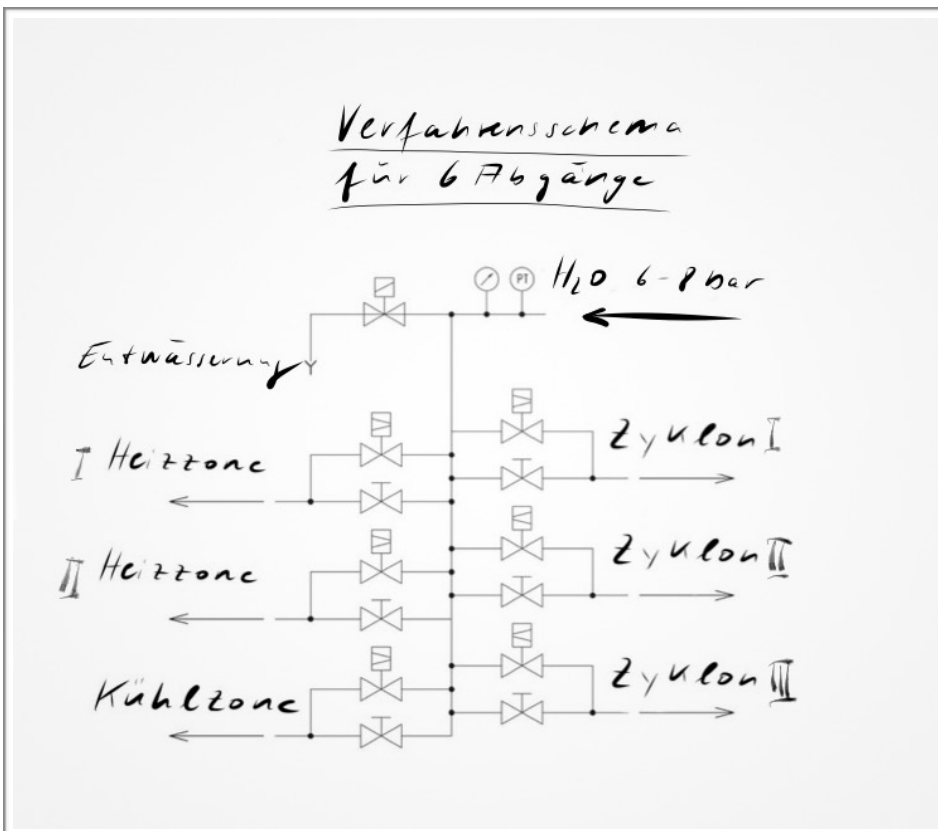 Verfahrensschema
für 6 Abgänge
PT
H₂O 6-8 bar
Entwässerung
I Heizzone
Zyklon I
II Heizzone
Zyklon II
Kühlzone
Zyklon III